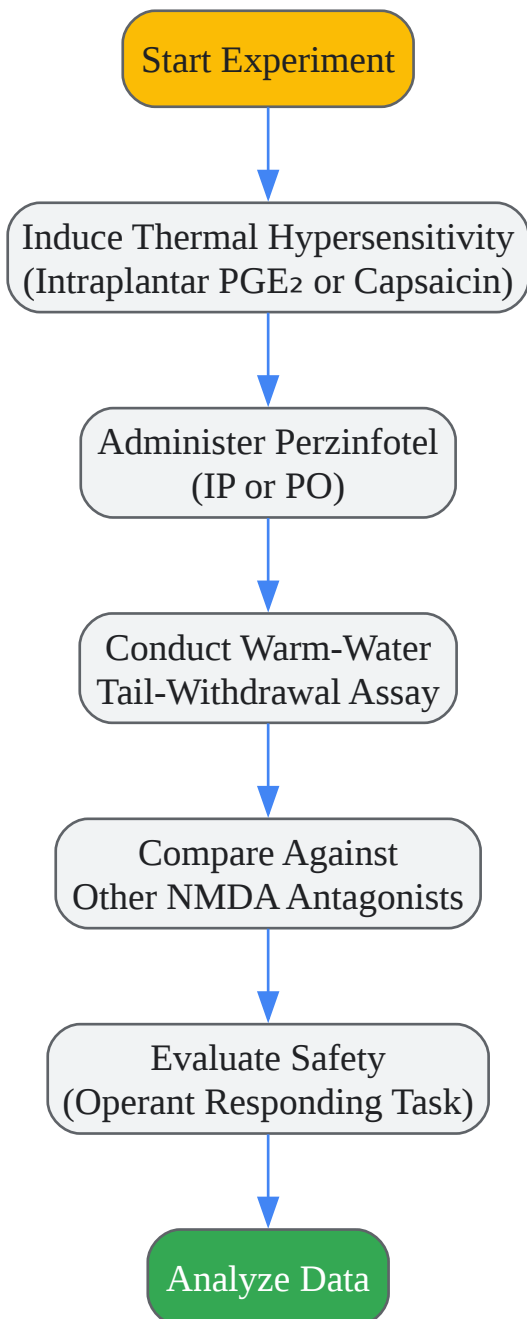 Start Experiment
Induce Thermal Hypersensitivity
(Intraplantar PGE₂ or Capsaicin)
Administer Perzinfotel
(IP or PO)
Conduct Warm-Water
Tail-Withdrawal Assay
Compare Against
Other NMDA Antagonists
Evaluate Safety
(Operant Responding Task)
Analyze Data